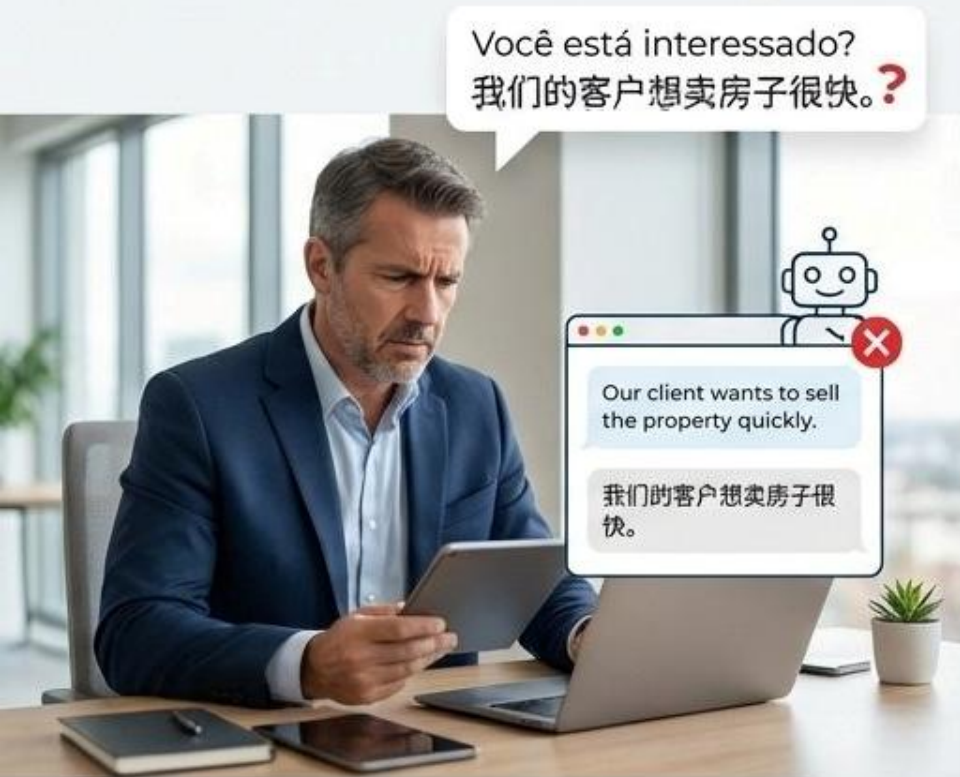 Você está interessado?
我们的客户想卖房子很快。?
Our client wants to sell
the property quickly.
我们的客户想卖房子很
快。